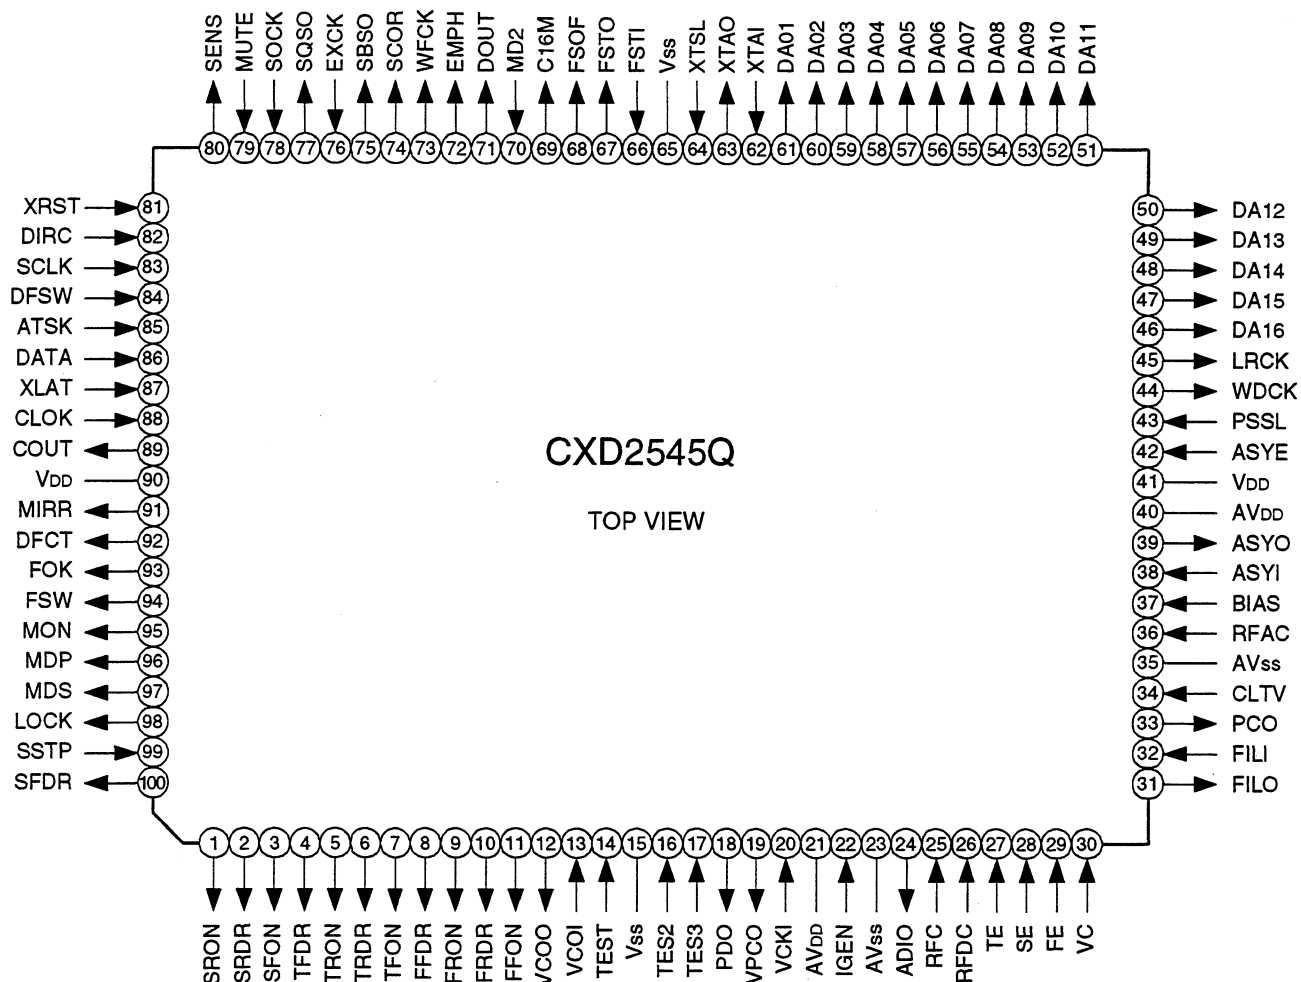 SENS MUTE SOCK SQSO EXCK SBSO SCOR WFCK EMPH DOUT MD2 C16M FSOF FSTO FSTI Vss XTSL XTAO XTAI DA01 DA02 DA03 DA04 DA05 DA06 DA07 DA08 DA09 DA10 DA11
80 79 78 77 76 75 74 73 72 71 70 69 68 67 66 65 64 63 62 61 60 59 58 57 56 55 54 53 52 51
XRST 81
DIRC 82
SCLK 83
DFSW 84
ATSK 85
DATA 86
XLAT 87
CLOK 88
COUT 89
VDD 90
MIRR 91
DFCT 92
FOK 93
FSW 94
MON 95
MDP 96
MDS 97
LOCK 98
SSTP 99
SFDR 100
CXD2545Q
TOP VIEW
50 DA12
49 DA13
48 DA14
47 DA15
46 DA16
45 LRCK
44 WDCK
43 PSSL
42 ASYE
41 VDD
40 AVDD
39 ASYO
38 ASYI
37 BIAS
36 RFAC
35 AVss
34 CLTV
33 PCO
32 FILI
31 FILO
1 2 3 4 5 6 7 8 9 10 11 12 13 14 15 16 17 18 19 20 21 22 23 24 25 26 27 28 29 30
SRON SRDR SFON TFDR TRON TRDR TFON FFDR FRON FRDR FFON VCOO VCOI TEST Vss TES2 TES3 PDO VPCO VCKI AVDD IGEN AVss ADIO RFC RFDC TE SE FE VC